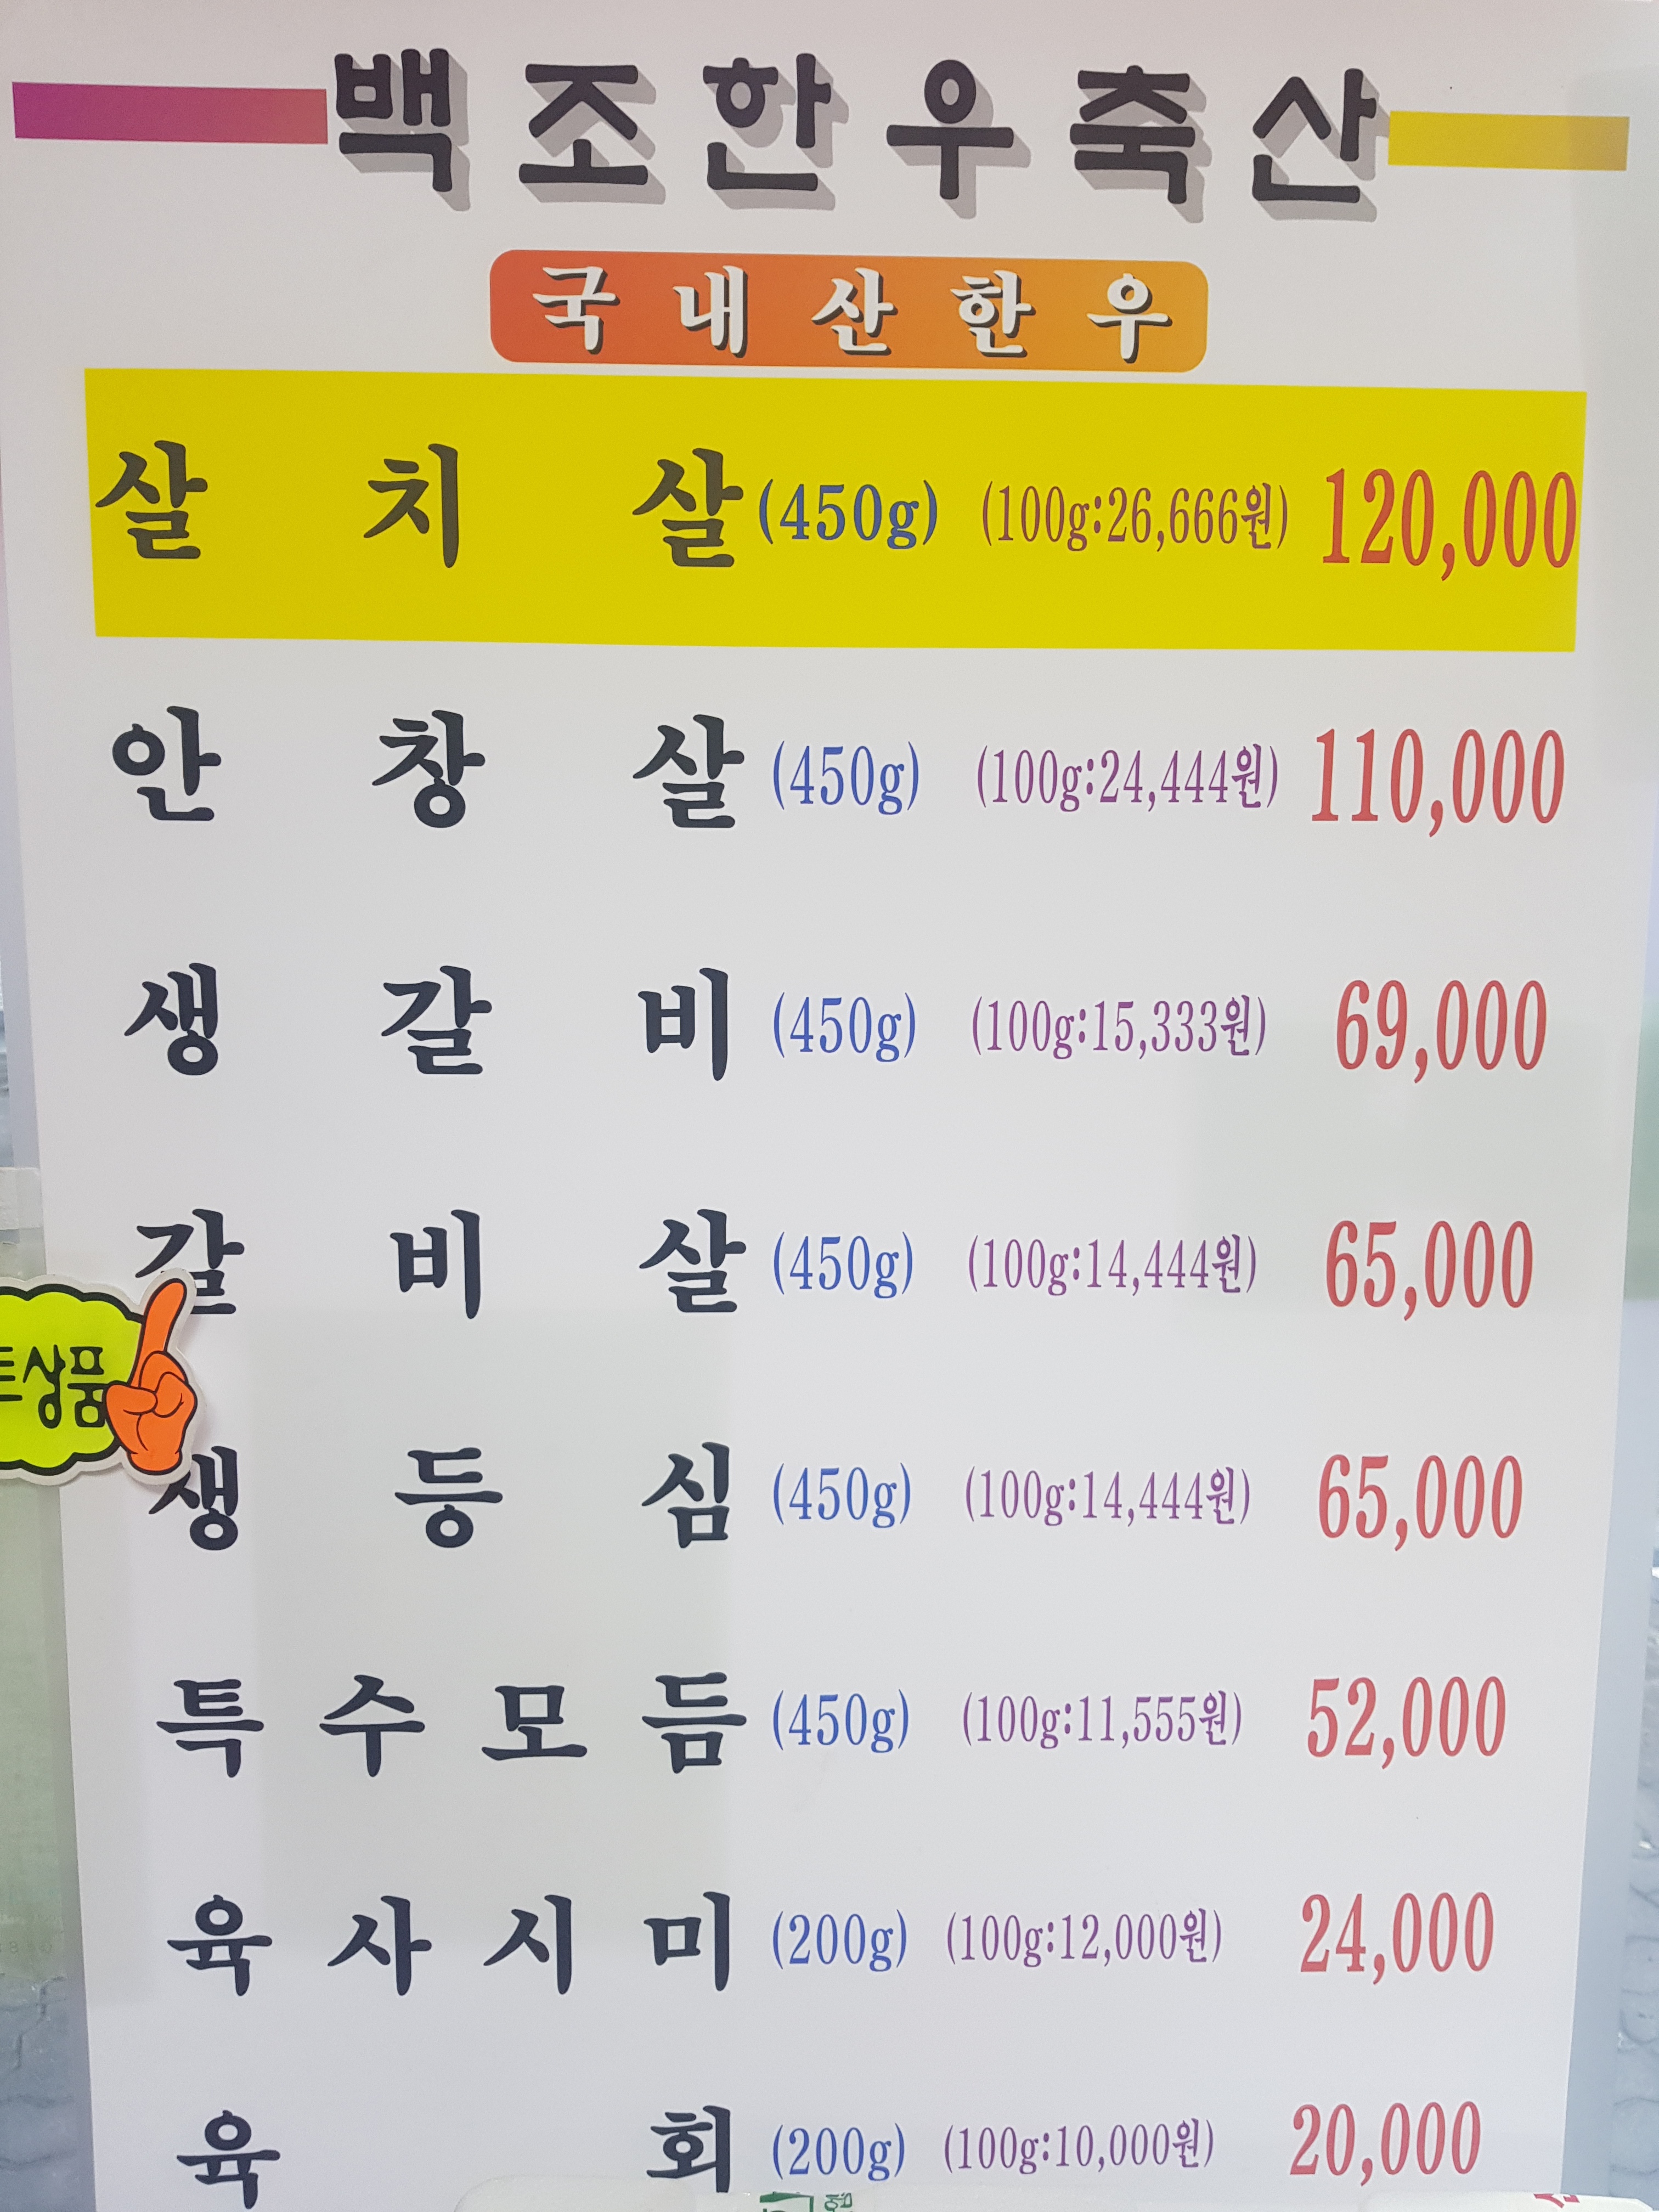 백조한우축산
국내산한우
살치살 (450g) (100g:26,666원) 120,000
안창살 (450g) (100g:24,444원) 110,000
생갈비 (450g) (100g:15,333원) 69,000
갈비살 (450g) (100g:14,444원) 65,000
상품
생등심 (450g) (100g:14,444원) 65,000
특수모듬 (450g) (100g:11,555원) 52,000
육사시미 (200g) (100g:12,000원) 24,000
육회 (200g) (100g:10,000원) 20,000